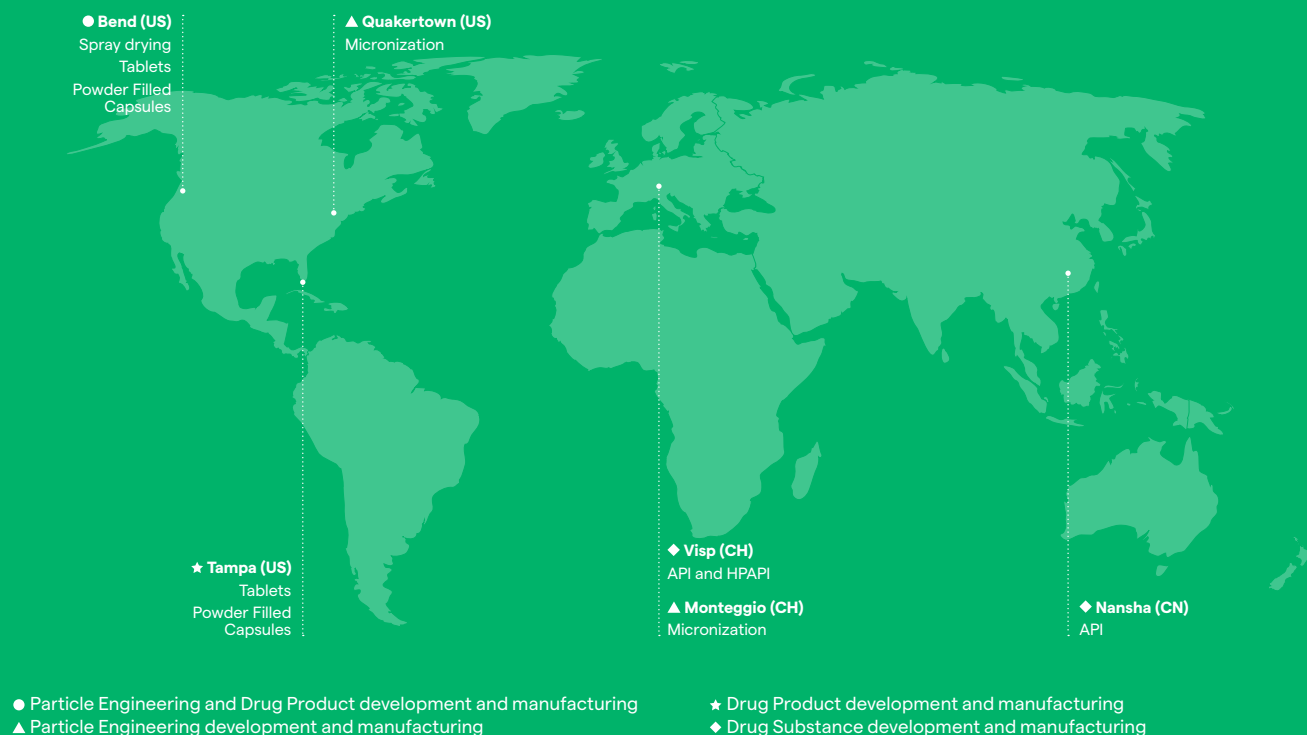 ● Bend (US)
Spray drying
Tablets
Powder Filled
Capsules
▲ Quakertown (US)
Micronization
★ Tampa (US)
Tablets
Powder Filled
Capsules
◆ Visp (CH)
API and HPAPI
▲ Monteggio (CH)
Micronization
◆ Nansha (CN)
API
● Particle Engineering and Drug Product development and manufacturing
▲ Particle Engineering development and manufacturing
★ Drug Product development and manufacturing
◆ Drug Substance development and manufacturing